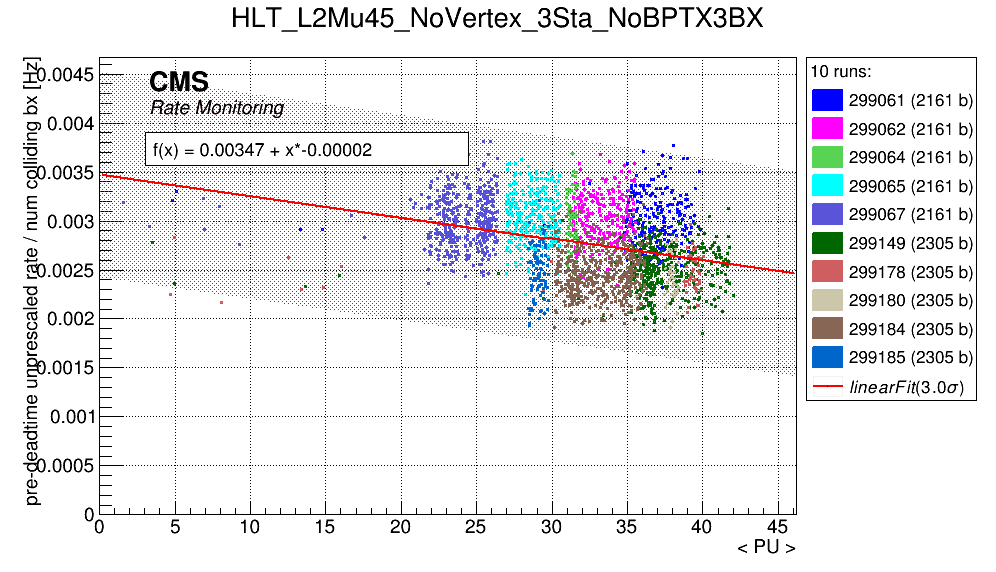 HLT_L2Mu45_NoVertex_3Sta_NoBPTX3BX
pre-deadtime unprescaled rate / num colliding bx [Hz]
0.0045
0.004
0.0035
0.003
0.0025
0.002
0.0015
0.001
0.0005
0
CMS
Rate Monitoring
f(x) = 0.00347 + x*-0.00002
0 5 10 15 20 25 30 35 40 45
< PU >
10 runs:
299061 (2161 b)
299062 (2161 b)
299064 (2161 b)
299065 (2161 b)
299067 (2161 b)
299149 (2305 b)
299178 (2305 b)
299180 (2305 b)
299184 (2305 b)
299185 (2305 b)
linearFit(3.0σ)